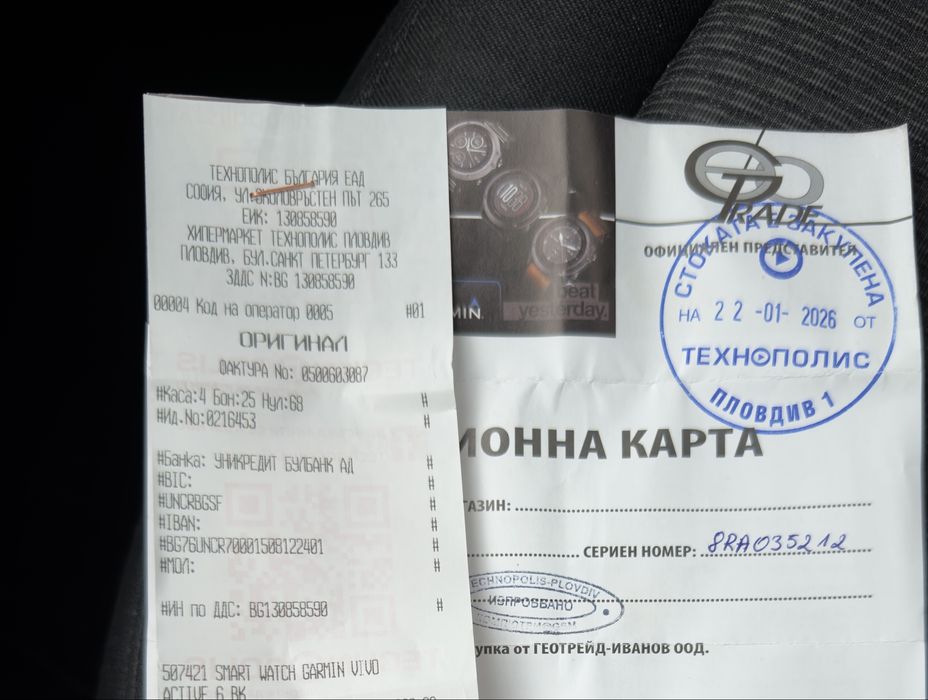 ТЕХНОПОЛИС БЪЛГАРИЯ ЕАД
СОФИЯ, УЛ.ОКОЛОВРЪСТЕН ПЪТ 265
ЕИК: 130858590
ХИПЕРМАРКЕТ ТЕХНОПОЛИС ПЛОВДИВ
ПЛОВДИВ, БУЛ.САНКТ ПЕТЕРБУРГ 133
ЗДДС N:BG 130858590
00004 Код на оператор 0005 #01
ОРИГИНАЛ
ФАКТУРА No: 0500603087
#Каса:4 Бон:25 Нул:68 #
#Ид.No:0216453 #
#Банка: УНИКРЕДИТ БУЛБАНК АД #
#BIC: #
#UNCRBGSF #
#IBAN: #
#BG76UNCR70001508122401 #
#МОЛ: #
#ИН по ДДС: BG130858590 #
507421 SMART WATCH GARMIN VIVO
ACTIVE 6 BK
MIN.
beat
yesterday.
GEO
TRADE
ОФИЦИАЛЕН ПРЕДСТАВИТЕЛ
СТОКАТА Е ЗАКУПЕНА
НА 22 -01- 2026 ОТ
ТЕХНОПОЛИС
ПЛОВДИВ 1
ИОННА КАРТА
ГАЗИН:
СЕРИЕН НОМЕР: 8RA035212
ECHNOPOLIS-PLOVDIV
ИЗПРОБВАНО
упка от ГЕОТРЕЙД-ИВАНОВ ООД.